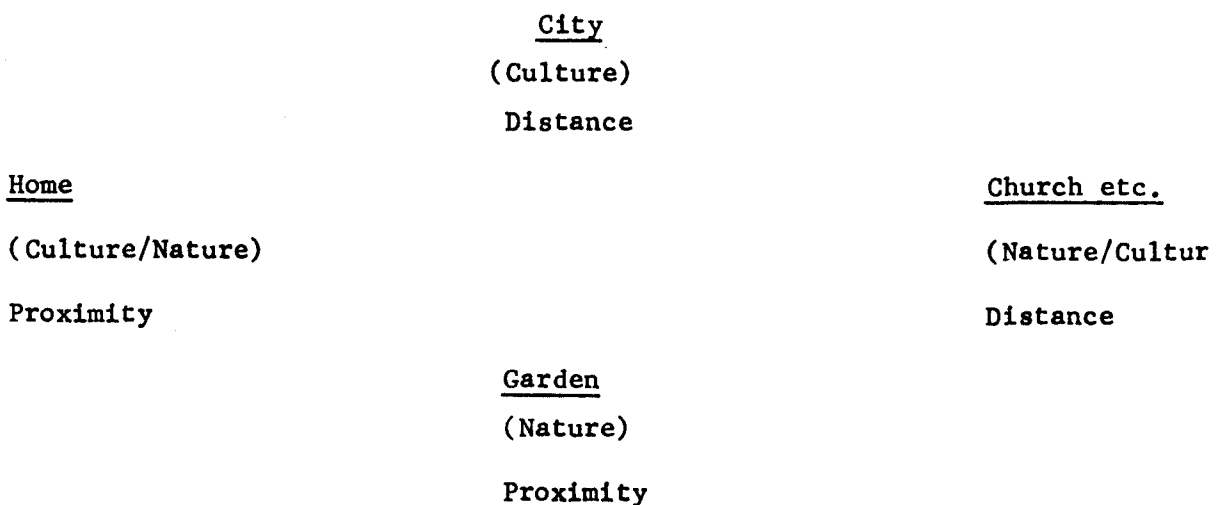 City
(Culture)
Distance
Home
(Culture/Nature)
Proximity
Church etc.
(Nature/Cultur
Distance
Garden
(Nature)
Proximity